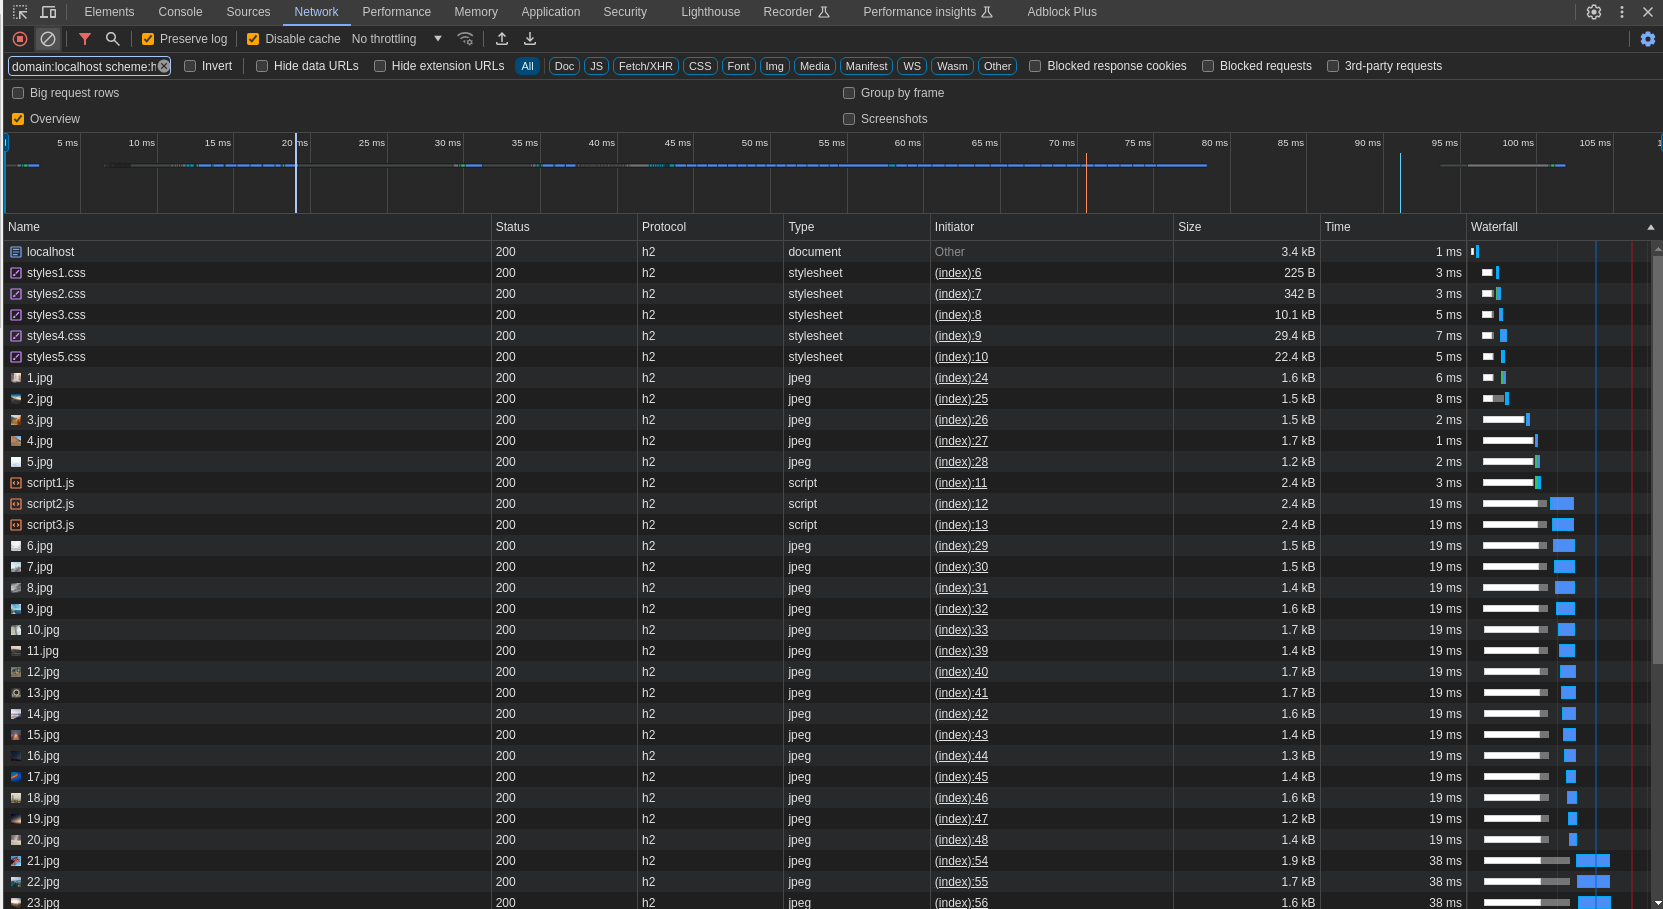 Elements Console Sources Network Performance Memory Application Security Lighthouse Recorder Performance insights Adblock Plus
Preserve log Disable cache No throttling
domain:localhost scheme:h Invert Hide data URLs Hide extension URLs All Doc JS Fetch/XHR CSS Font Img Media Manifest WS Wasm Other Blocked response cookies Blocked requests 3rd-party requests
Big request rows Group by frame
Overview Screenshots
5 ms 10 ms 15 ms 20 ms 25 ms 30 ms 35 ms 40 ms 45 ms 50 ms 55 ms 60 ms 65 ms 70 ms 75 ms 80 ms 85 ms 90 ms 95 ms 100 ms 105 ms
Name Status Protocol Type Initiator Size Time Waterfall
localhost 200 h2 document Other 3.4 kB 1 ms
styles1.css 200 h2 stylesheet (index):6 225 B 3 ms
styles2.css 200 h2 stylesheet (index):7 342 B 3 ms
styles3.css 200 h2 stylesheet (index):8 10.1 kB 5 ms
styles4.css 200 h2 stylesheet (index):9 29.4 kB 7 ms
styles5.css 200 h2 stylesheet (index):10 22.4 kB 5 ms
1.jpg 200 h2 jpeg (index):24 1.6 kB 6 ms
2.jpg 200 h2 jpeg (index):25 1.5 kB 8 ms
3.jpg 200 h2 jpeg (index):26 1.5 kB 2 ms
4.jpg 200 h2 jpeg (index):27 1.7 kB 1 ms
5.jpg 200 h2 jpeg (index):28 1.2 kB 2 ms
script1.js 200 h2 script (index):11 2.4 kB 3 ms
script2.js 200 h2 script (index):12 2.4 kB 19 ms
script3.js 200 h2 script (index):13 2.4 kB 19 ms
6.jpg 200 h2 jpeg (index):29 1.5 kB 19 ms
7.jpg 200 h2 jpeg (index):30 1.5 kB 19 ms
8.jpg 200 h2 jpeg (index):31 1.4 kB 19 ms
9.jpg 200 h2 jpeg (index):32 1.6 kB 19 ms
10.jpg 200 h2 jpeg (index):33 1.7 kB 19 ms
11.jpg 200 h2 jpeg (index):39 1.4 kB 19 ms
12.jpg 200 h2 jpeg (index):40 1.7 kB 19 ms
13.jpg 200 h2 jpeg (index):41 1.7 kB 19 ms
14.jpg 200 h2 jpeg (index):42 1.6 kB 19 ms
15.jpg 200 h2 jpeg (index):43 1.4 kB 19 ms
16.jpg 200 h2 jpeg (index):44 1.3 kB 19 ms
17.jpg 200 h2 jpeg (index):45 1.4 kB 19 ms
18.jpg 200 h2 jpeg (index):46 1.6 kB 19 ms
19.jpg 200 h2 jpeg (index):47 1.2 kB 19 ms
20.jpg 200 h2 jpeg (index):48 1.4 kB 19 ms
21.jpg 200 h2 jpeg (index):54 1.9 kB 38 ms
22.jpg 200 h2 jpeg (index):55 1.7 kB 38 ms
23.jpg 200 h2 jpeg (index):56 1.6 kB 38 ms